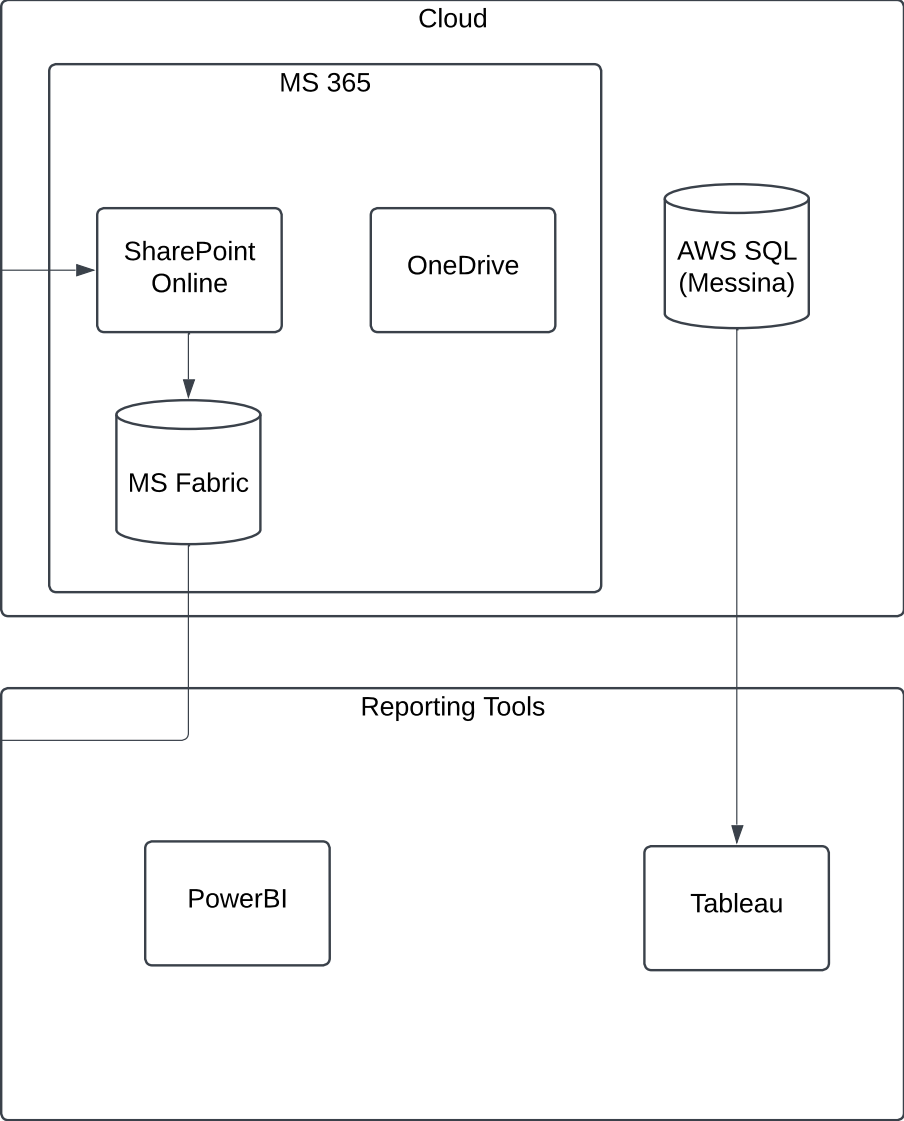 Cloud
MS 365
SharePoint
Online
OneDrive
AWS SQL
(Messina)
MS Fabric
Reporting Tools
PowerBI
Tableau